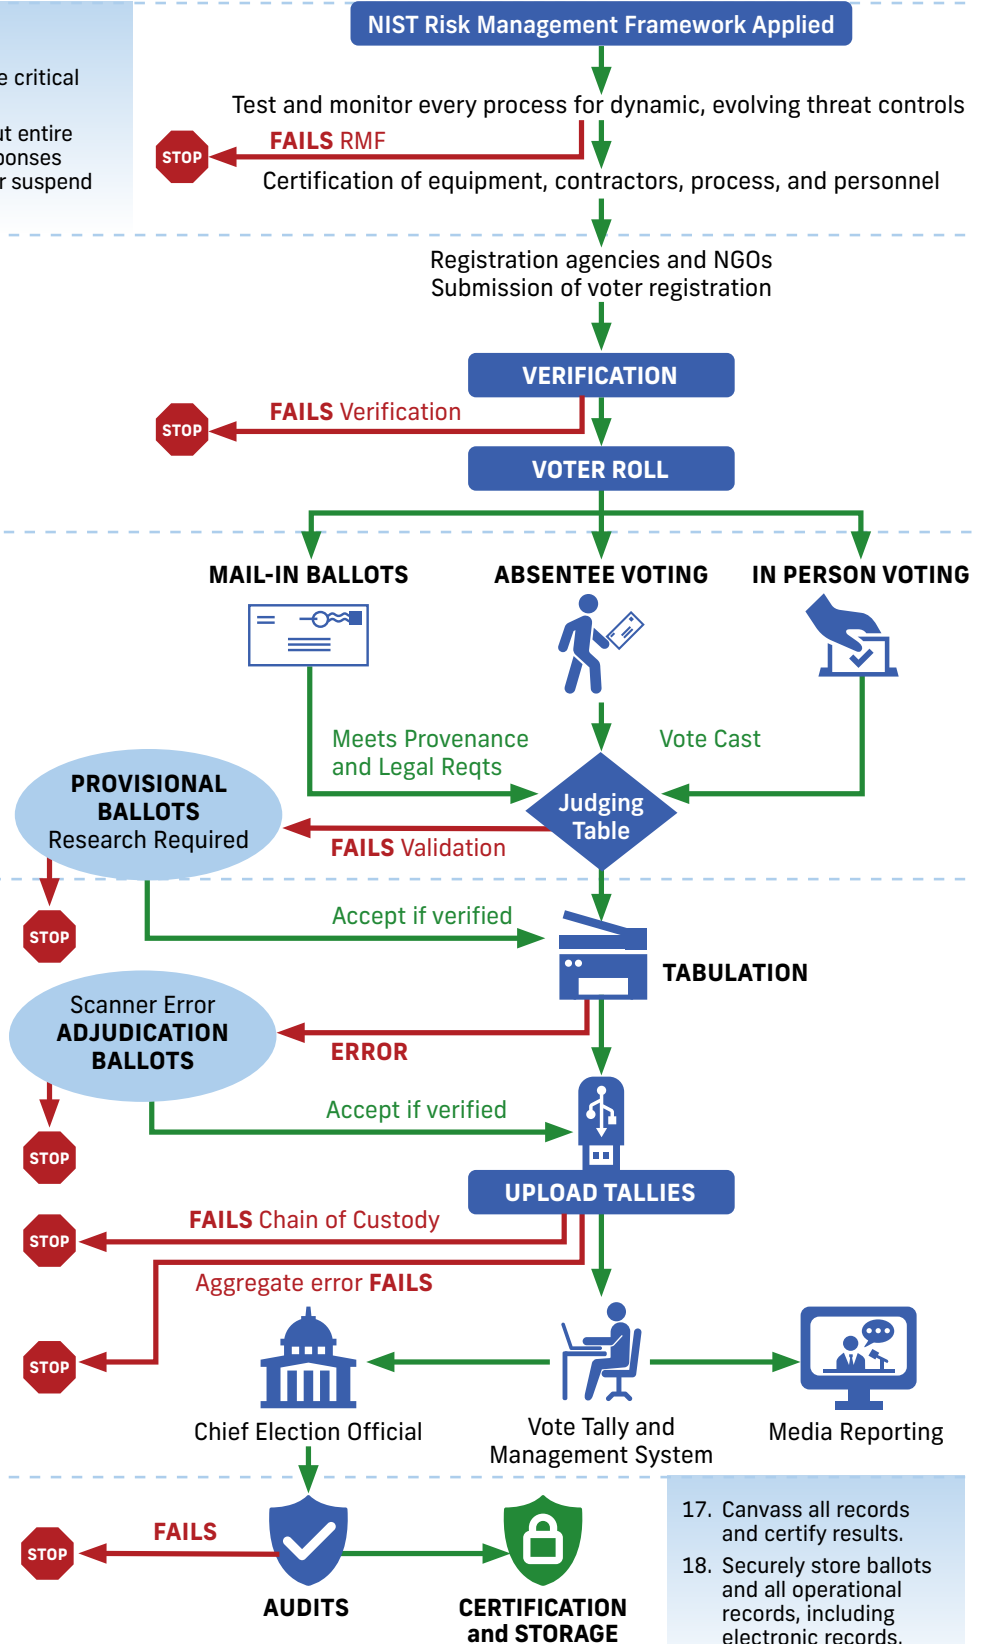 NIST Risk Management Framework Applied
critical
Test and monitor every process for dynamic, evolving threat controls
entire
FAILS RMF
STOP
suspend
Certification of equipment, contractors, process, and personnel
Registration agencies and NGOs
Submission of voter registration
VERIFICATION
FAILS Verification
STOP
VOTER ROLL
MAIL-IN BALLOTS
ABSENTEE VOTING
IN PERSON VOTING
Meets Provenance
and Legal Reqts
Vote Cast
PROVISIONAL
BALLOTS
Research Required
Judging
Table
FAILS Validation
STOP
Accept if verified
TABULATION
Scanner Error
ADJUDICATION
BALLOTS
ERROR
Accept if verified
STOP
UPLOAD TALLIES
FAILS Chain of Custody
STOP
Aggregate error FAILS
STOP
Chief Election Official
Vote Tally and
Management System
Media Reporting
FAILS
STOP
AUDITS
CERTIFICATION
and STORAGE
17. Canvass all records
and certify results.
18. Securely store ballots
and all operational
records, including
electronic records.